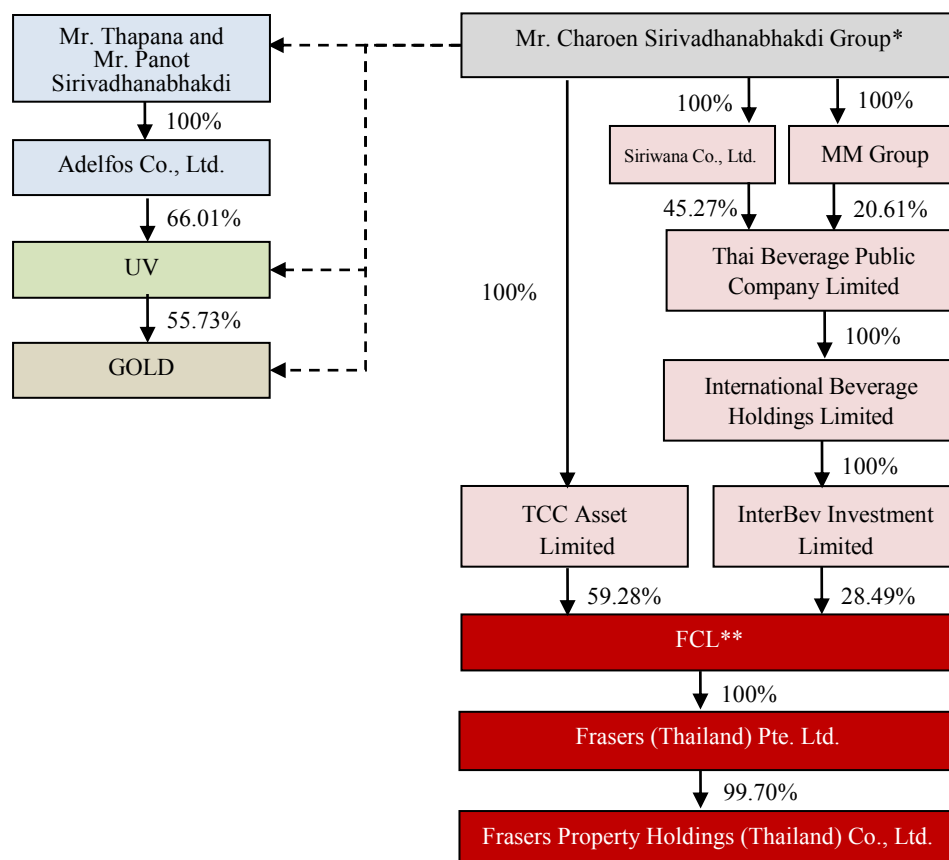 Mr. Thapana and
Mr. Panot
Sirivadhanabhakdi
100%
Adelfos Co., Ltd.
66.01%
UV
55.73%
GOLD
Mr. Charoen Sirivadhanabhakdi Group*
100%
100%
100%
Siriwana Co., Ltd.
MM Group
45.27%
20.61%
Thai Beverage Public
Company Limited
100%
International Beverage
Holdings Limited
100%
TCC Asset
Limited
InterBev Investment
Limited
59.28%
28.49%
FCL**
100%
Frasers (Thailand) Pte. Ltd.
99.70%
Frasers Property Holdings (Thailand) Co., Ltd.